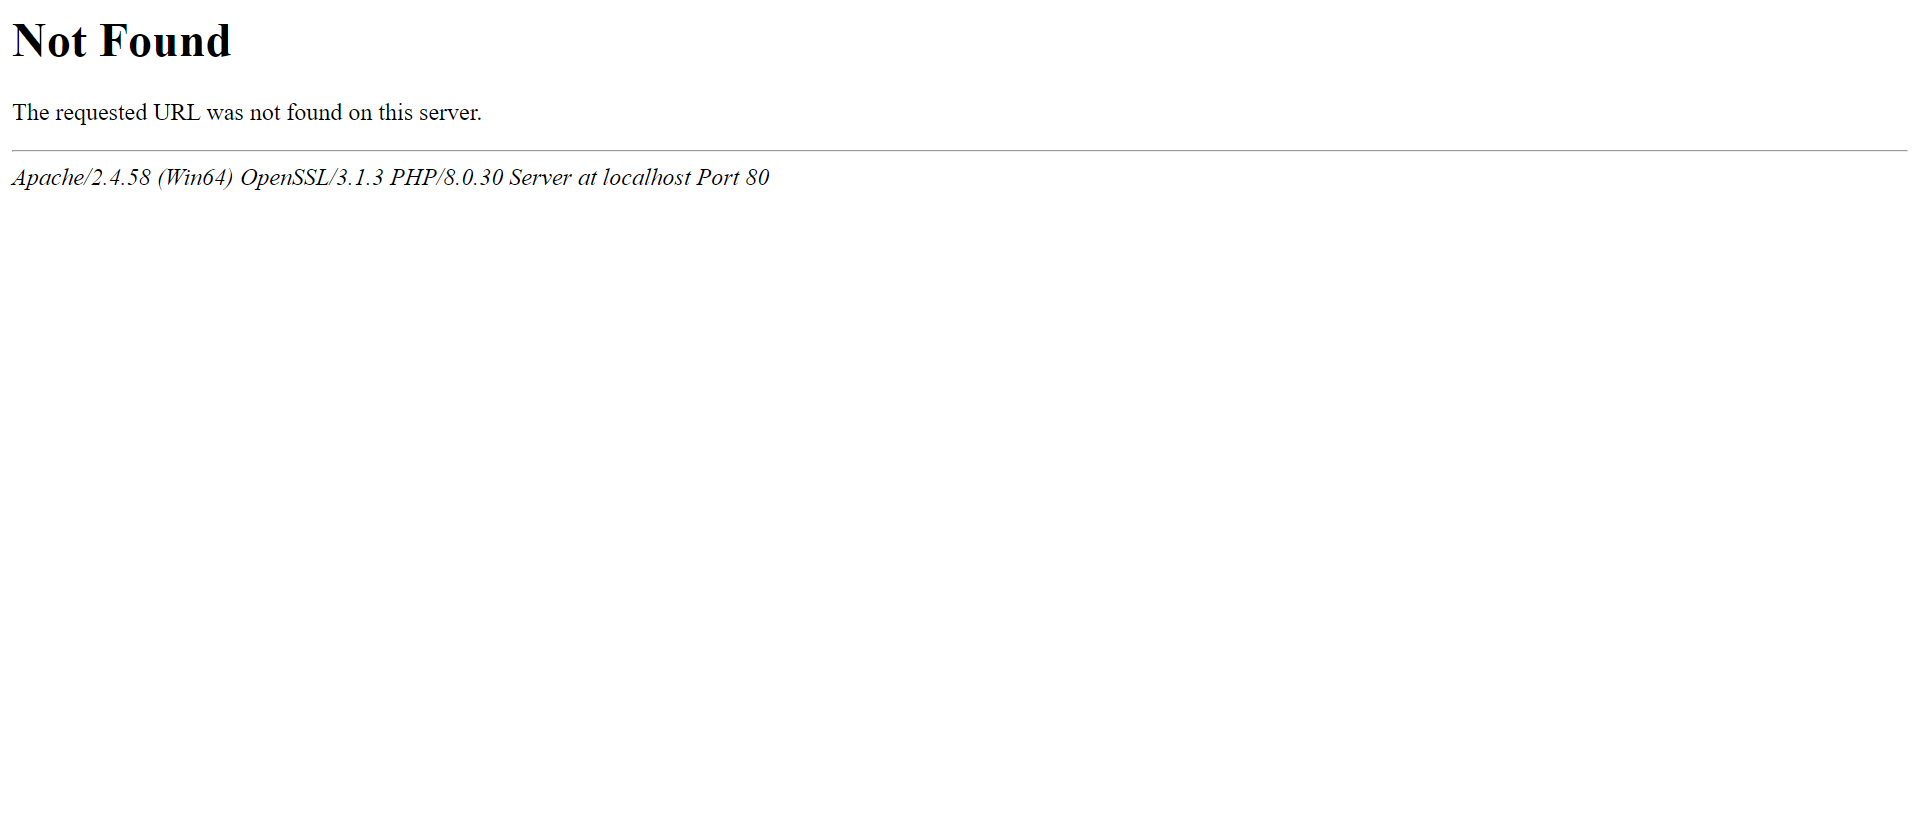 Not Found
The requested URL was not found on this server.
Apache/2.4.58 (Win64) OpenSSL/3.1.3 PHP/8.0.30 Server at localhost Port 80